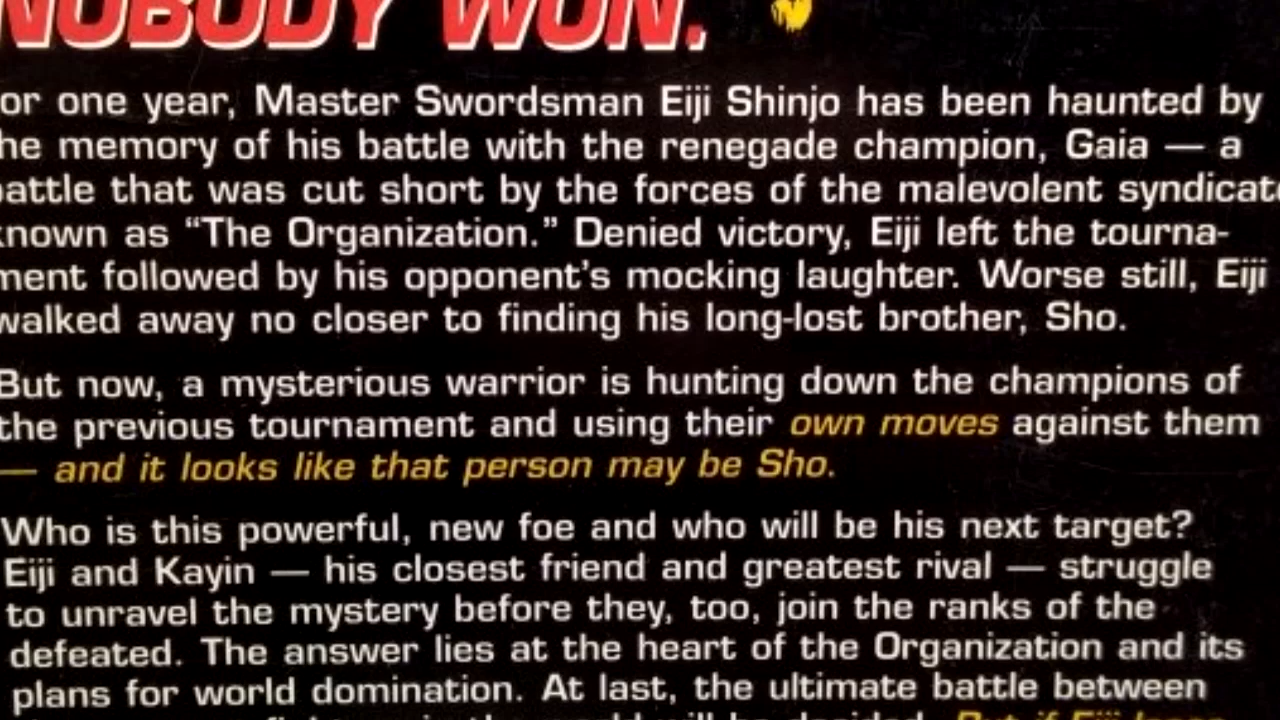 NOBODY WON.
or one year, Master Swordsman Eiji Shinjo has been haunted by
he memory of his battle with the renegade champion, Gaia — a
battle that was cut short by the forces of the malevolent syndicate
known as “The Organization.” Denied victory, Eiji left the tourna-
ment followed by his opponent’s mocking laughter. Worse still, Eiji
walked away no closer to finding his long-lost brother, Sho.
But now, a mysterious warrior is hunting down the champions of
the previous tournament and using their own moves against them
— and it looks like that person may be Sho.
Who is this powerful, new foe and who will be his next target?
Eiji and Kayin — his closest friend and greatest rival — struggle
to unravel the mystery before they, too, join the ranks of the
defeated. The answer lies at the heart of the Organization and its
plans for world domination. At last, the ultimate battle between
will be decided. But if Eiji